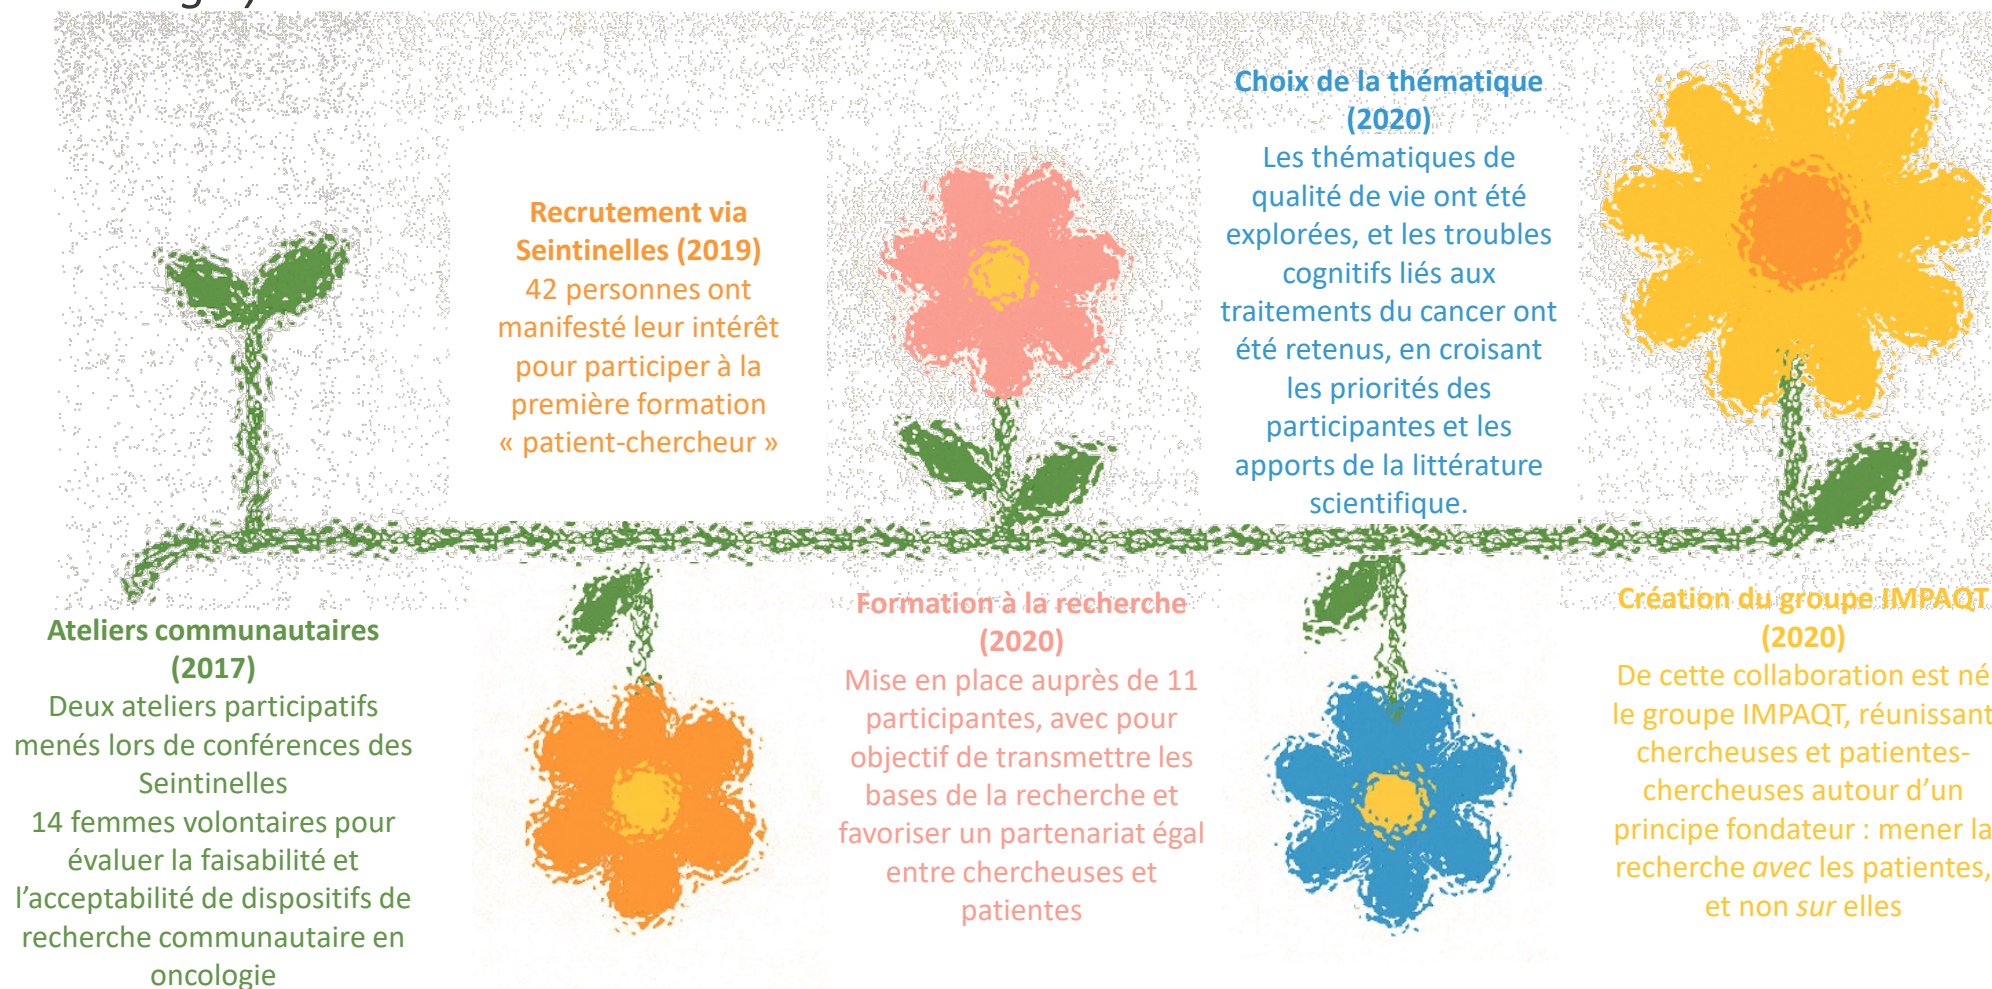 Ateliers communautaires
(2017)
Deux ateliers participatifs
menés lors de conférences des
Seintinelles
14 femmes volontaires pour
évaluer la faisabilité et
l’acceptabilité de dispositifs de
recherche communautaire en
oncologie
Recrutement via
Seintinelles (2019)
42 personnes ont
manifesté leur intérêt
pour participer à la
première formation
« patient-chercheur »
Formation à la recherche
(2020)
Mise en place auprès de 11
participantes, avec pour
objectif de transmettre les
bases de la recherche et
favoriser un partenariat égal
entre chercheuses et
patientes
Choix de la thématique
(2020)
Les thématiques de
qualité de vie ont été
explorées, et les troubles
cognitifs liés aux
traitements du cancer ont
été retenus, en croisant
les priorités des
participantes et les
apports de la littérature
scientifique.
Création du groupe IMPAQT
(2020)
De cette collaboration est né
le groupe IMPAQT, réunissant
chercheuses et patientes-
chercheuses autour d’un
principe fondateur : mener la
recherche avec les patientes,
et non sur elles